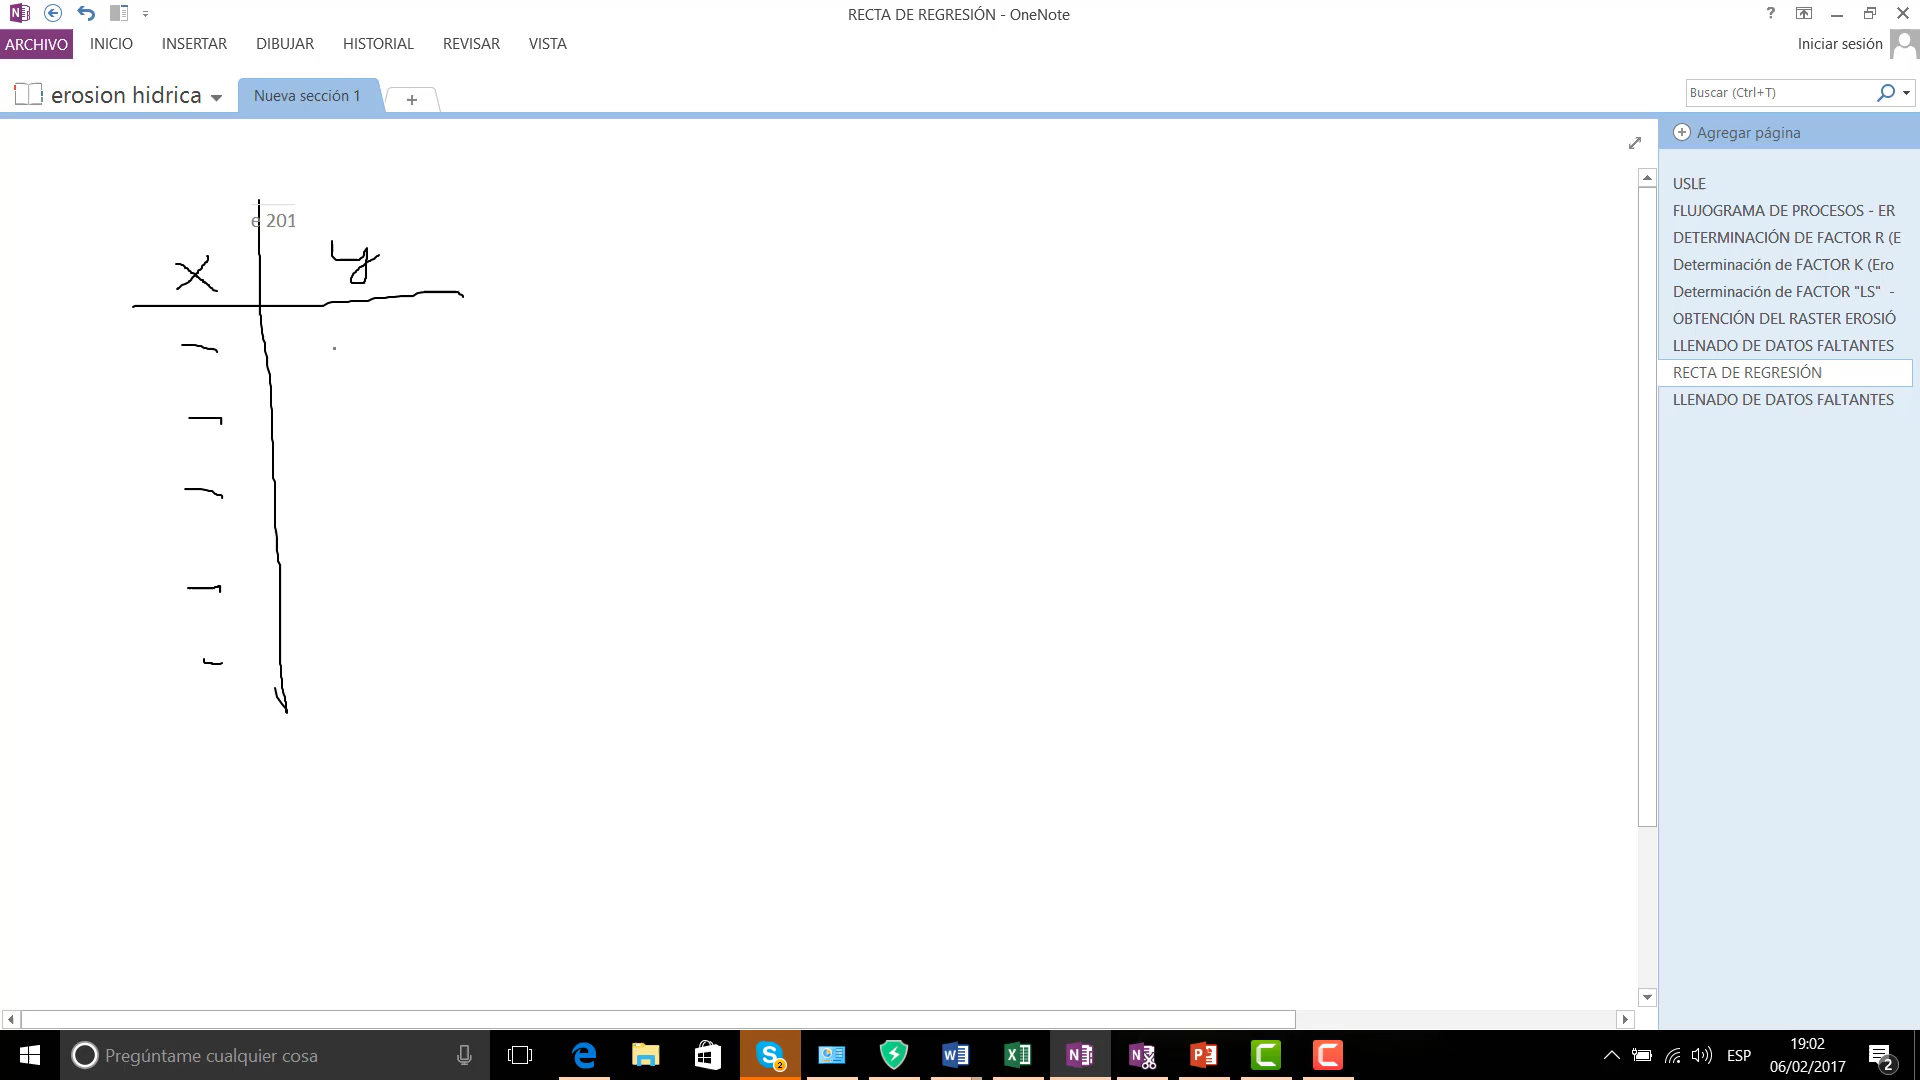 RECTA DE REGRESIÓN - OneNote
?
ARCHIVO INICIO INSERTAR DIBUJAR HISTORIAL REVISAR VISTA
Iniciar sesión
erosion hidrica
Nueva sección 1
+
Buscar (Ctrl+T)
Agregar página
e 201
x y
USLE
FLUJOGRAMA DE PROCESOS - ER
DETERMINACIÓN DE FACTOR R (E
Determinación de FACTOR K (Ero
Determinación de FACTOR "LS" -
OBTENCIÓN DEL RASTER EROSIÓ
LLENADO DE DATOS FALTANTES
RECTA DE REGRESIÓN
LLENADO DE DATOS FALTANTES
Pregúntame cualquier cosa
2
ESP
19:02
06/02/2017
2